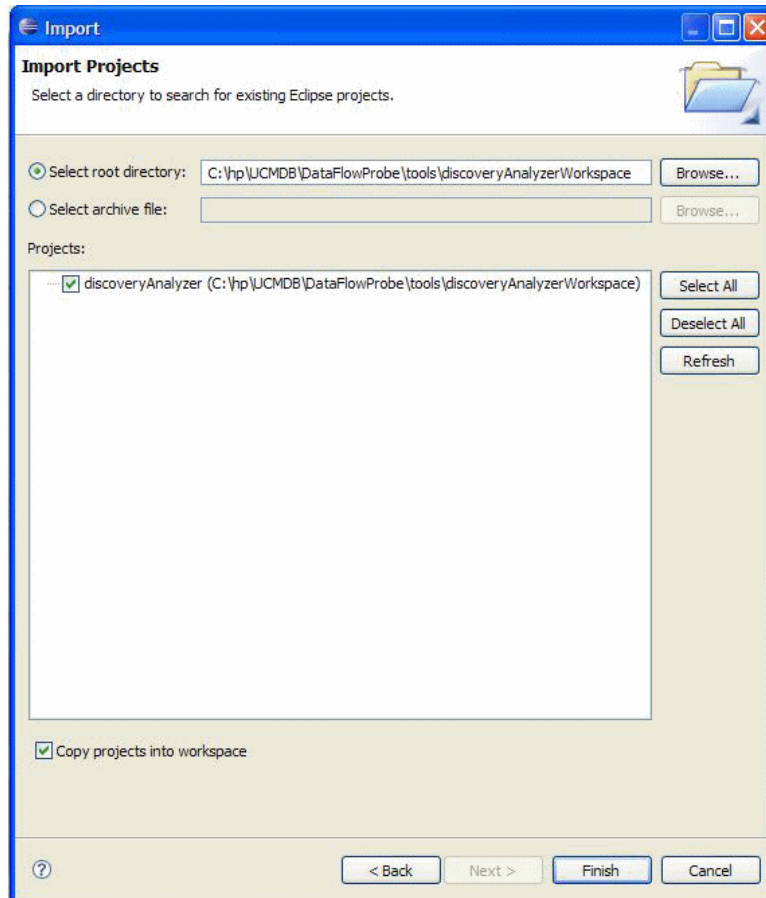 Import
Import Projects
Select a directory to search for existing Eclipse projects.
Select root directory: C:\hp\UCMDB\DataFlowProbe\tools\discoveryAnalyzerWorkspace Browse...
Select archive file: Browse...
Projects:
discoveryAnalyzer (C:\hp\UCMDB\DataFlowProbe\tools\discoveryAnalyzerWorkspace) Select All
Deselect All
Refresh
Copy projects into workspace
? < Back Next > Finish Cancel